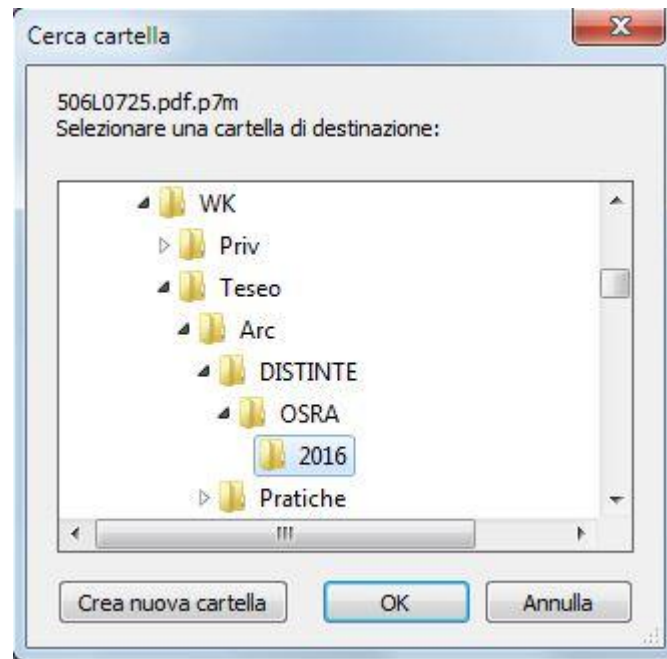 Cerca cartella
506L0725.pdf.p7m
Selezionare una cartella di destinazione:
WK
Priv
Teseo
Arc
DISTINTE
OSRA
2016
Pratiche
Crea nuova cartella OK Annulla